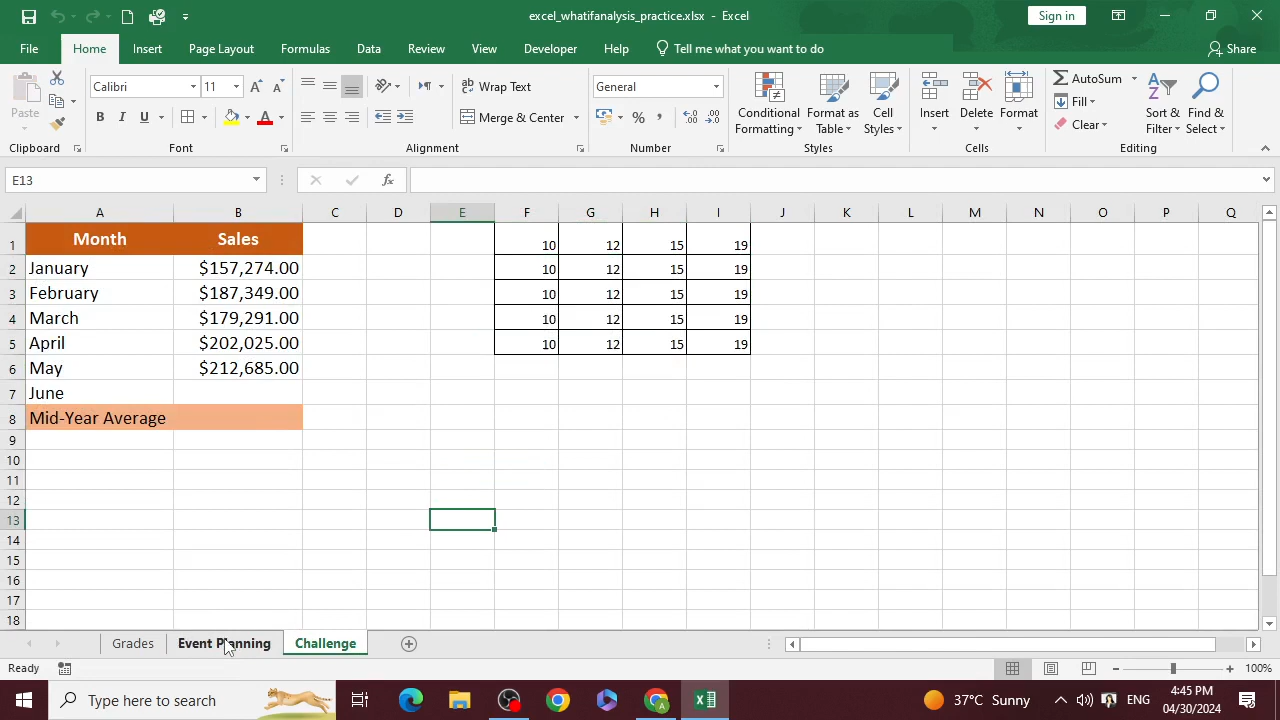 excel_whatifanalysis_practice.xlsx - Excel
Sign in
File Home Insert Page Layout Formulas Data Review View Developer Help Tell me what you want to do Share
Paste
Clipboard
Calibri 11
B I U
Font
Wrap Text
Merge & Center
Alignment
General
% ,
Number
Conditional Formatting
Format as Table
Cell Styles
Styles
Insert Delete Format
Cells
AutoSum
Fill
Clear
Sort & Filter
Find & Select
Editing
E13
fx
A B C D E F G H I J K L M N O P Q
1 Month Sales 10 12 15 19
2 January $157,274.00 10 12 15 19
3 February $187,349.00 10 12 15 19
4 March $179,291.00 10 12 15 19
5 April $202,025.00 10 12 15 19
6 May $212,685.00
7 June
8 Mid-Year Average
9
10
11
12
13
14
15
16
17
18
Grades Event Planning Challenge
Ready 100%
Type here to search 37°C Sunny ENG 4:45 PM
04/30/2024